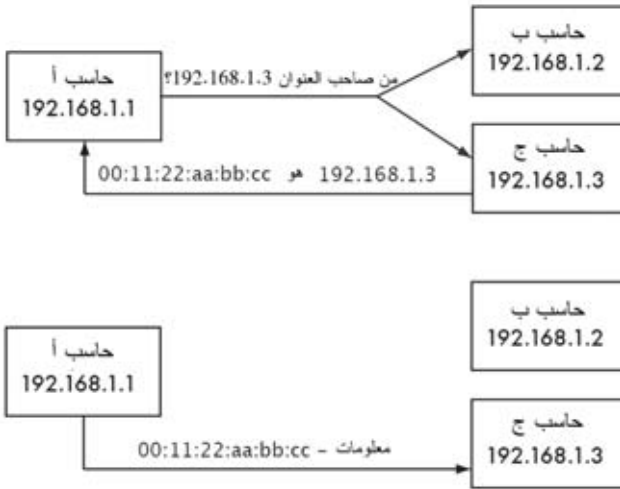 حاسب ب
192.168.1.2
حاسب أ
192.168.1.1
من صاحب العنوان 192.168.1.3؟
حاسب ج
192.168.1.3
192.168.1.3 هو 00:11:22:aa:bb:cc
حاسب ب
192.168.1.2
حاسب أ
192.168.1.1
حاسب ج
192.168.1.3
معلومات - 00:11:22:aa:bb:cc